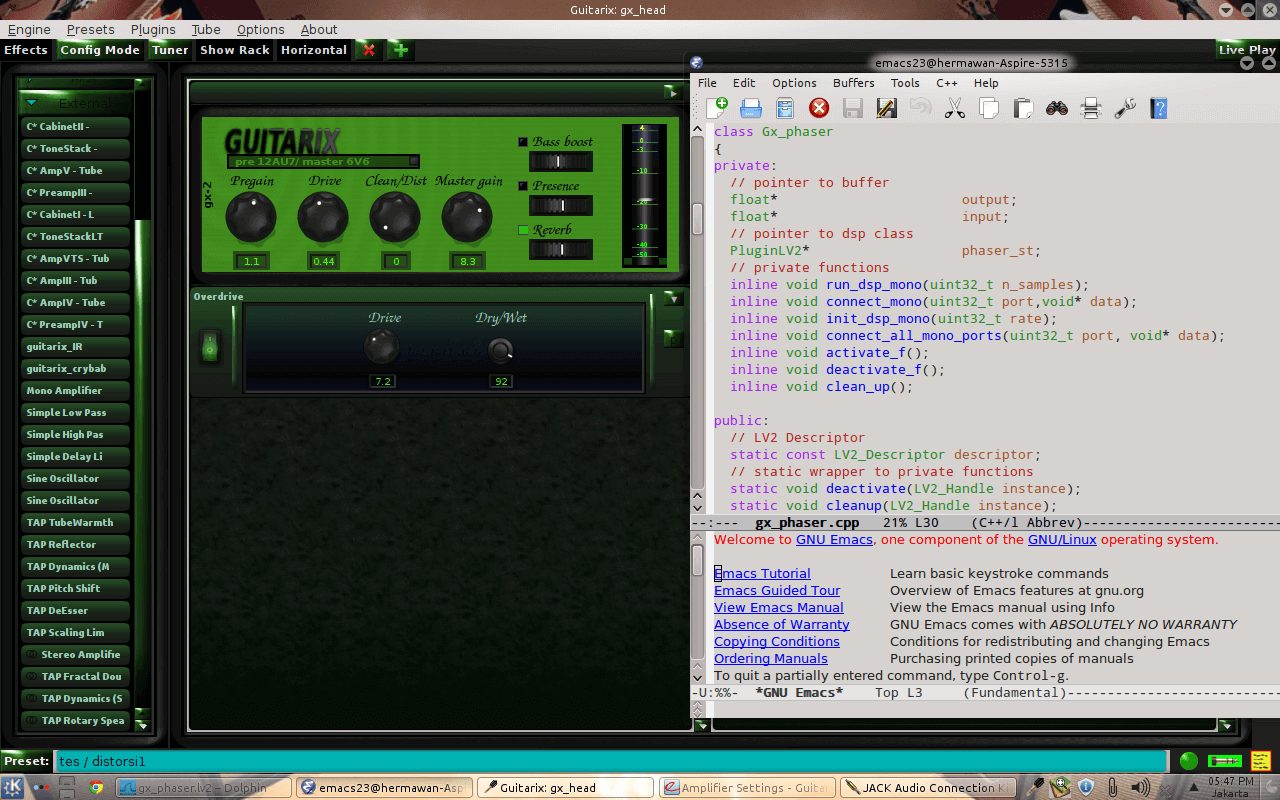 Guitarix: gx_head
Engine Presets Plugins Tube Options About
Effects Config Mode Tuner Show Rack Horizontal Live Play
External
C* CabinetII -
C* ToneStack -
C* AmpV - Tube
C* PreampIII -
C* CabinetI - L
C* ToneStackLT
C* AmpVTS - Tub
C* AmpIII - Tub
C* AmpIV - Tube
C* PreampIV - T
guitarix_IR
guitarix_crybab
Mono Amplifier
Simple Low Pass
Simple High Pas
Simple Delay Li
Sine Oscillator
Sine Oscillator
TAP TubeWarmth
TAP Reflector
TAP Dynamics (M
TAP Pitch Shift
TAP DeEsser
TAP Scaling Lim
Stereo Amplifie
TAP Fractal Dou
TAP Dynamics (S
TAP Rotary Spea
GUITARIX
pre 12AU7/ master 6V6
gx-2
Pregain Drive Clean/Dist Master gain
1.1 0.44 0 8.3
Bass boost
Presence
Reverb
4
0
-3
-10
-20
-30
-40
-50
Overdrive
Drive Dry/Wet
7.2 92
emacs23@hermawan-Aspire-5315
File Edit Options Buffers Tools C++ Help
class Gx_phaser
{
private:
// pointer to buffer
float* output;
float* input;
// pointer to dsp class
PluginLV2* phaser_st;
// private functions
inline void run_dsp_mono(uint32_t n_samples);
inline void connect_mono(uint32_t port,void* data);
inline void init_dsp_mono(uint32_t rate);
inline void connect_all_mono_ports(uint32_t port, void* data);
inline void activate_f();
inline void deactivate_f();
inline void clean_up();
public:
// LV2 Descriptor
static const LV2_Descriptor descriptor;
// static wrapper to private functions
static void deactivate(LV2_Handle instance);
static void cleanup(LV2_Handle instance);
--:--- gx_phaser.cpp 21% L30 (C++/l Abbrev)------------------------
Welcome to GNU Emacs, one component of the GNU/Linux operating system.
Emacs Tutorial Learn basic keystroke commands
Emacs Guided Tour Overview of Emacs features at gnu.org
View Emacs Manual View the Emacs manual using Info
Absence of Warranty GNU Emacs comes with ABSOLUTELY NO WARRANTY
Copying Conditions Conditions for redistributing and changing Emacs
Ordering Manuals Purchasing printed copies of manuals
To quit a partially entered command, type Control-g.
-U:%%- *GNU Emacs* Top L3 (Fundamental)--------------------------
Preset: tes / distorsi1
gx_phaser.lv2 – Dolphin
emacs23@hermawan-Asp
Guitarix: gx_head
Amplifier Settings - Guita
JACK Audio Connection Ki
05:47 PM
Jakarta